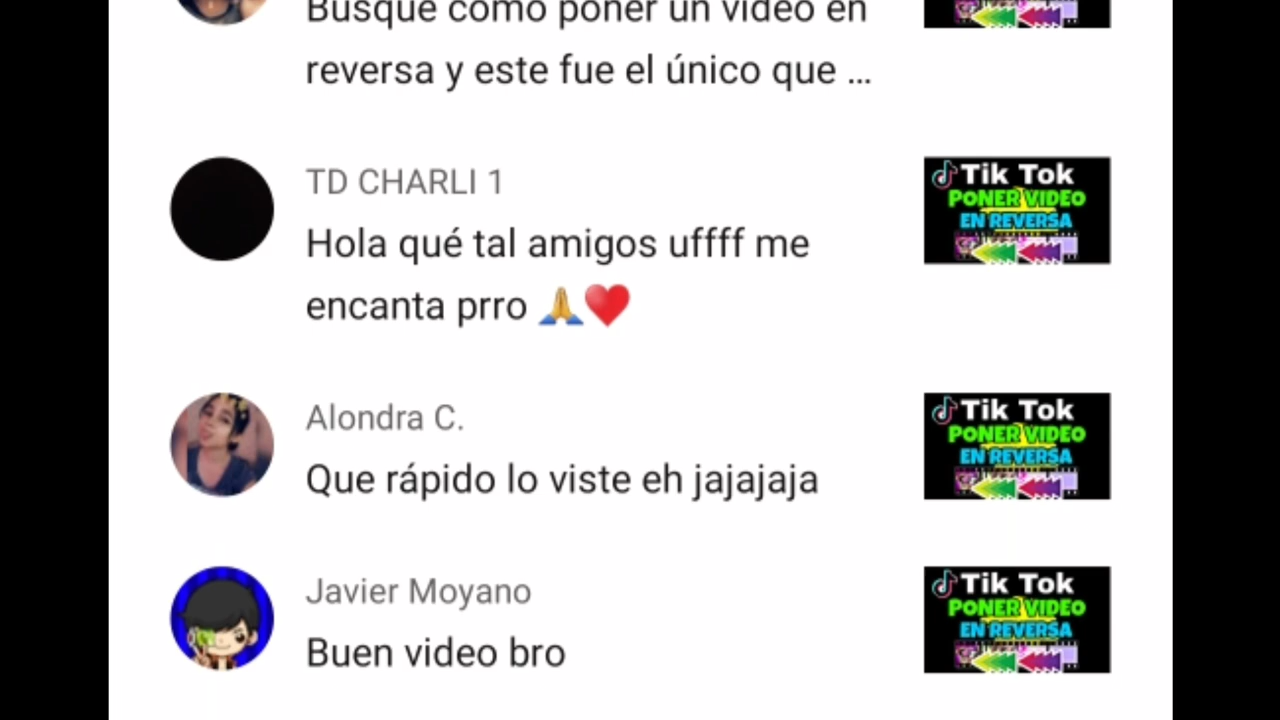 Busqué como poner un video en
reversa y este fue el único que ...
TD CHARLI 1
Hola qué tal amigos uffff me
encanta prro
Tik Tok
PONER VIDEO
EN REVERSA
Alondra C.
Que rápido lo viste eh jajajaja
Tik Tok
PONER VIDEO
EN REVERSA
Javier Moyano
Buen video bro
Tik Tok
PONER VIDEO
EN REVERSA